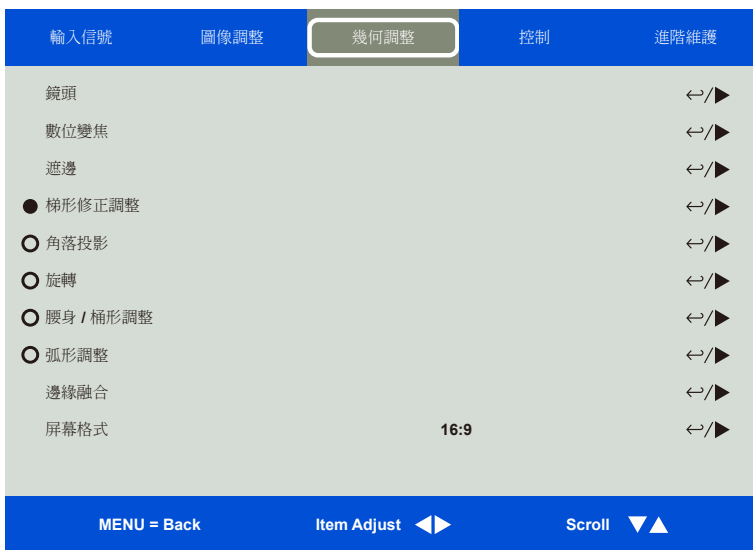 輸入信號 圖像調整 幾何調整 控制 進階維護
鏡頭 ↩/▶
數位變焦 ↩/▶
遮邊 ↩/▶
梯形修正調整 ↩/▶
角落投影 ↩/▶
旋轉 ↩/▶
腰身 / 桶形調整 ↩/▶
弧形調整 ↩/▶
邊緣融合 ↩/▶
屏幕格式 16:9 ↩/▶
MENU = Back Item Adjust ◀▶ Scroll ▼▲